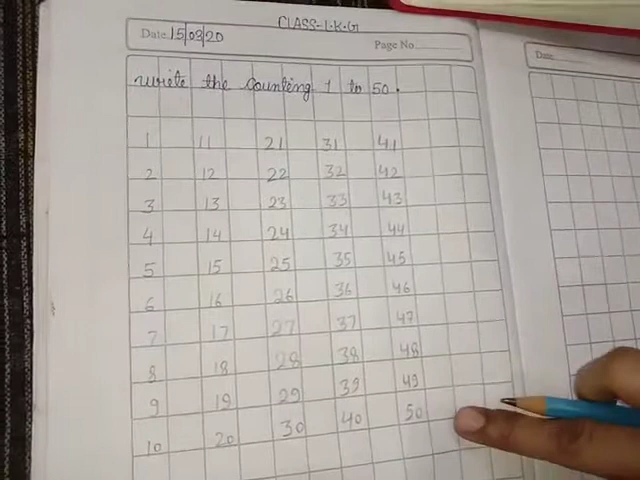 CLASS-L.K.G
Date 15/03/20
Page No.
Date
write the counting 1 to 50.
1 11 21 31 41
2 12 22 32 42
3 13 23 33 43
4 14 24 34 44
5 15 25 35 45
6 16 26 36 46
7 17 27 37 47
8 18 28 38 48
9 19 29 39 49
10 20 30 40 50